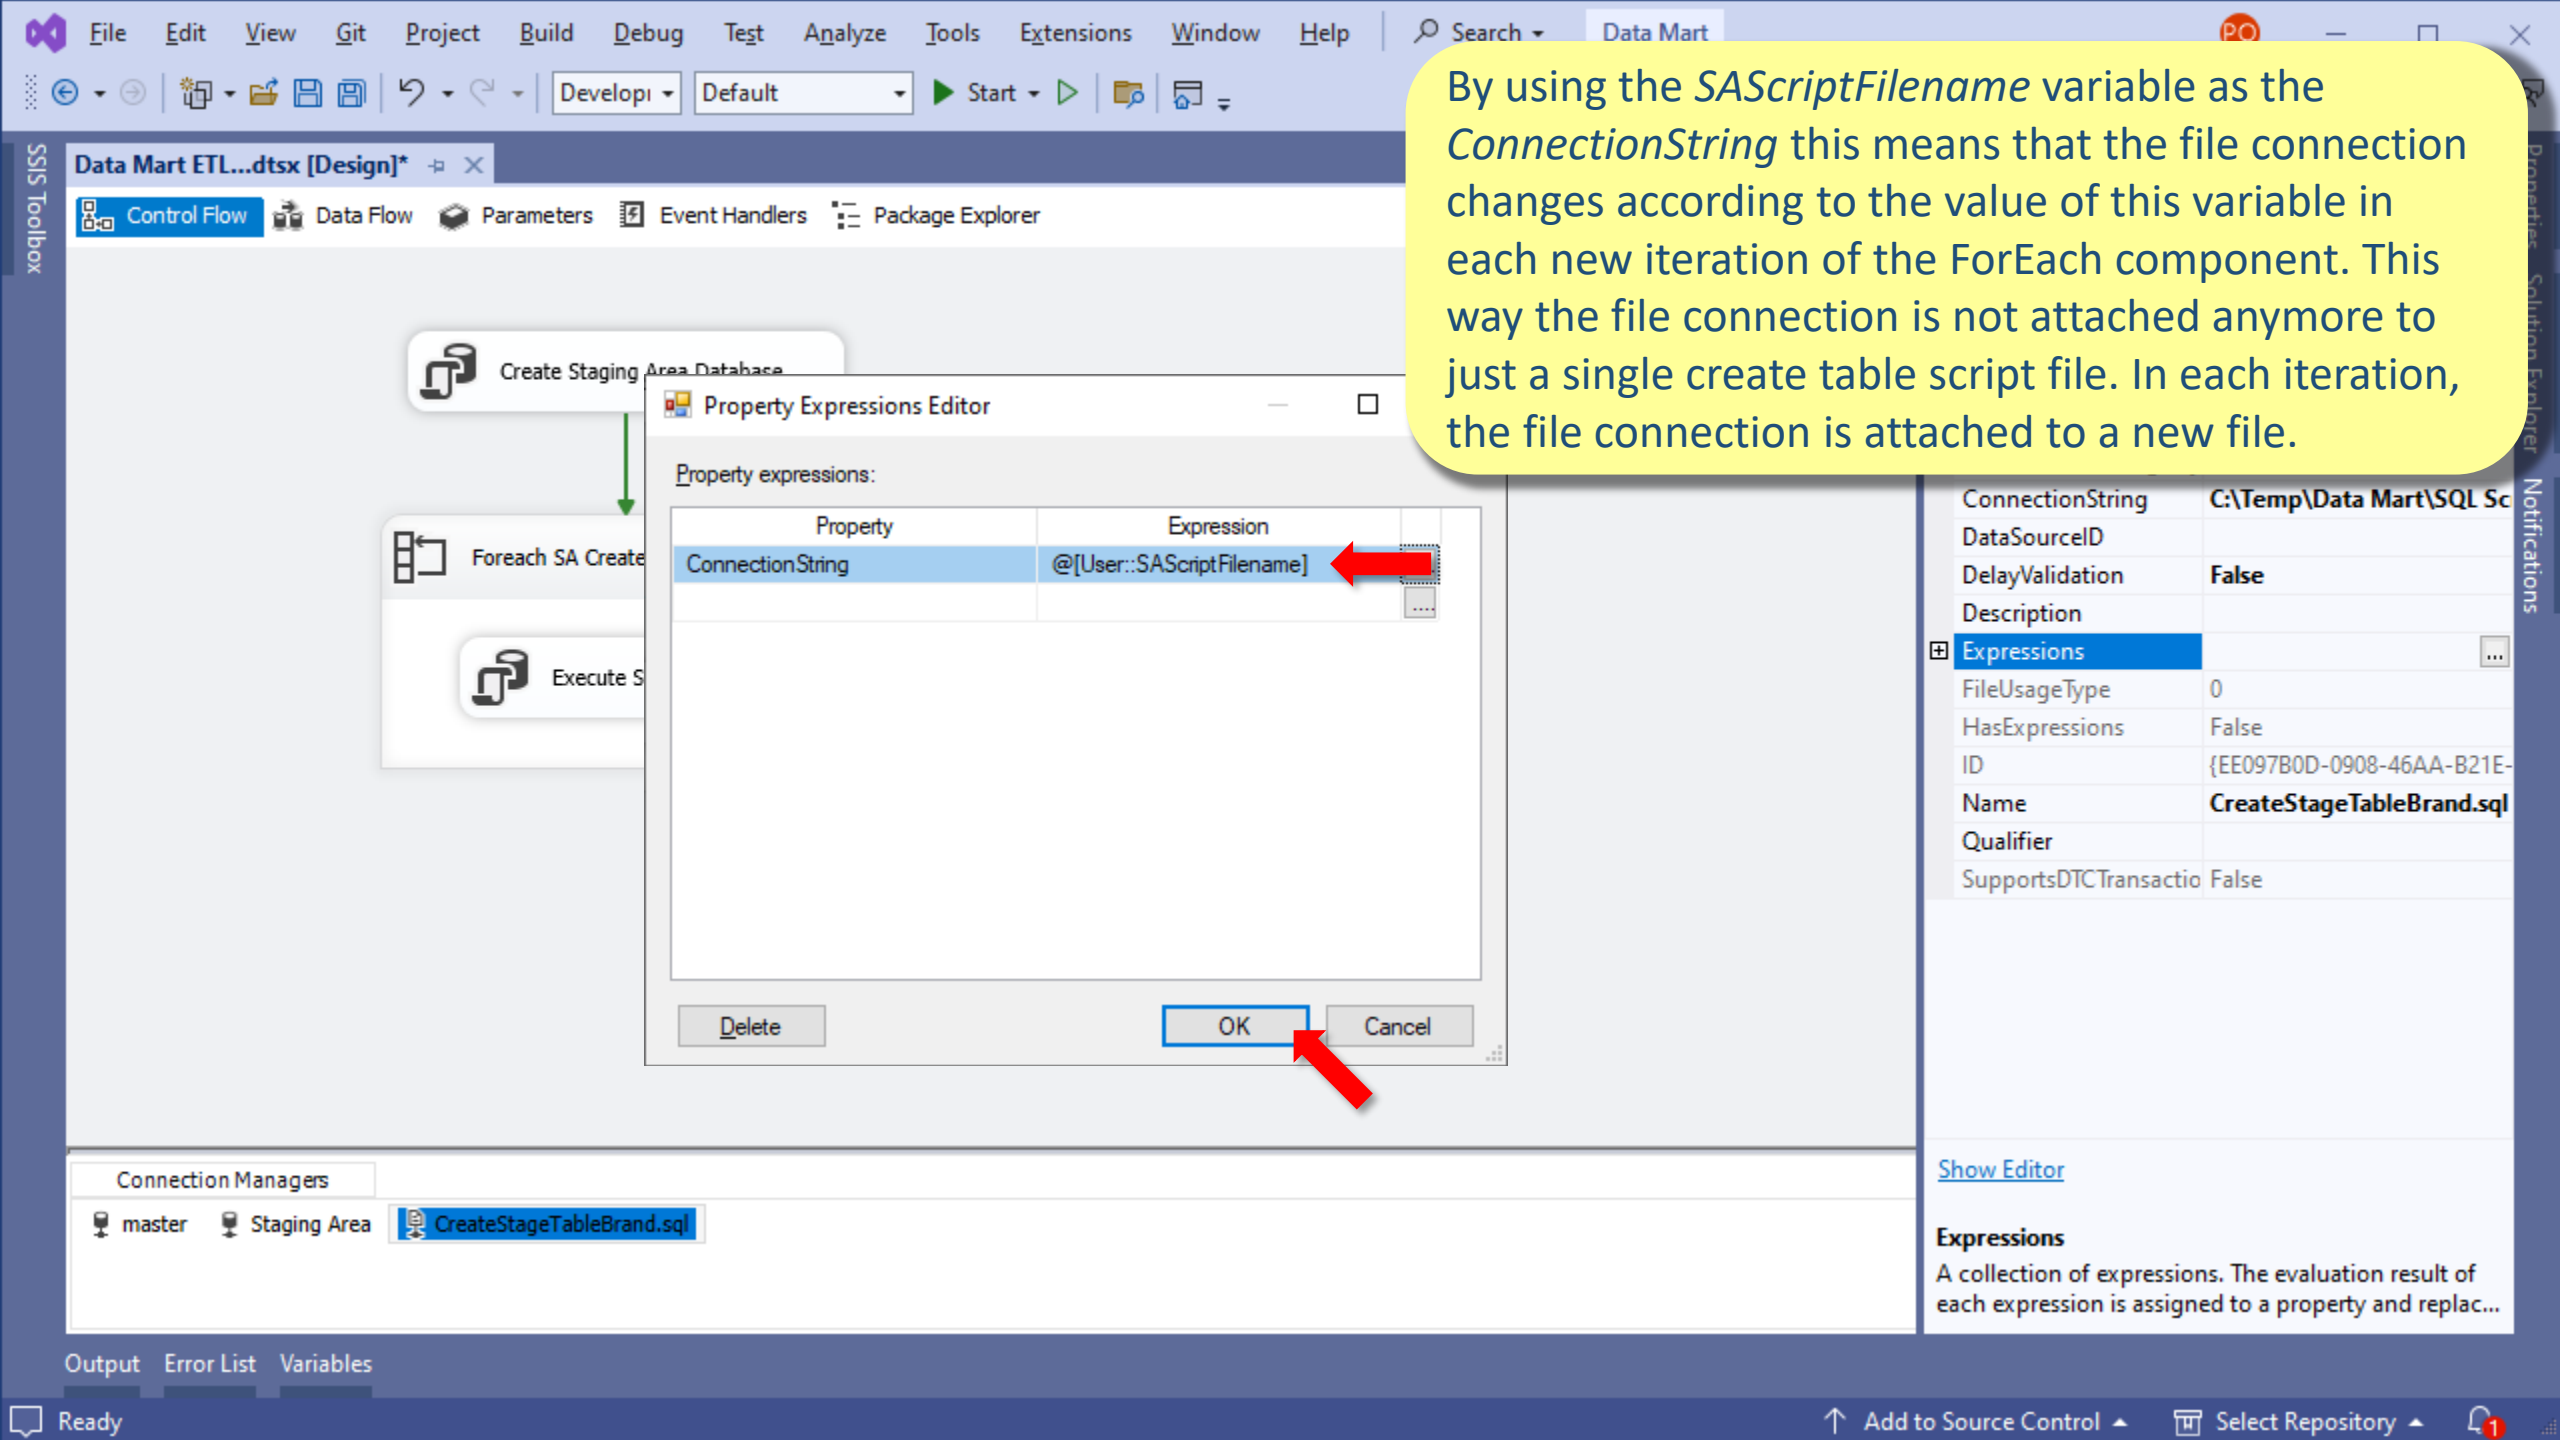 File Edit View Git Project Build Debug Test Analyze Tools Extensions Window Help Search Data Mart PO
Default Start
By using the SAScriptFilename variable as the
ConnectionString this means that the file connection
changes according to the value of this variable in
each new iteration of the ForEach component. This
way the file connection is not attached anymore to
just a single create table script file. In each iteration,
the file connection is attached to a new file.
SSIS Toolbox
Data Mart ETL...dtsx [Design]*
Control Flow Data Flow Parameters Event Handlers Package Explorer
Create Staging Area Database
Foreach SA Create
Execute S
Property Expressions Editor
Property expressions:
Property Expression
ConnectionString @[User::SAScriptFilename]
....
Delete OK Cancel
ConnectionString C:\Temp\Data Mart\SQL Sc
DataSourceID
DelayValidation False
Description
Expressions ...
FileUsageType 0
HasExpressions False
ID {EE097B0D-0908-46AA-B21E-
Name CreateStageTableBrand.sql
Qualifier
SupportsDTCTransactio False
Show Editor
Expressions
A collection of expressions. The evaluation result of
each expression is assigned to a property and replac...
Properties
Solution Explorer
Notifications
Connection Managers
master Staging Area CreateStageTableBrand.sql
Output Error List Variables
Ready Add to Source Control Select Repository 1